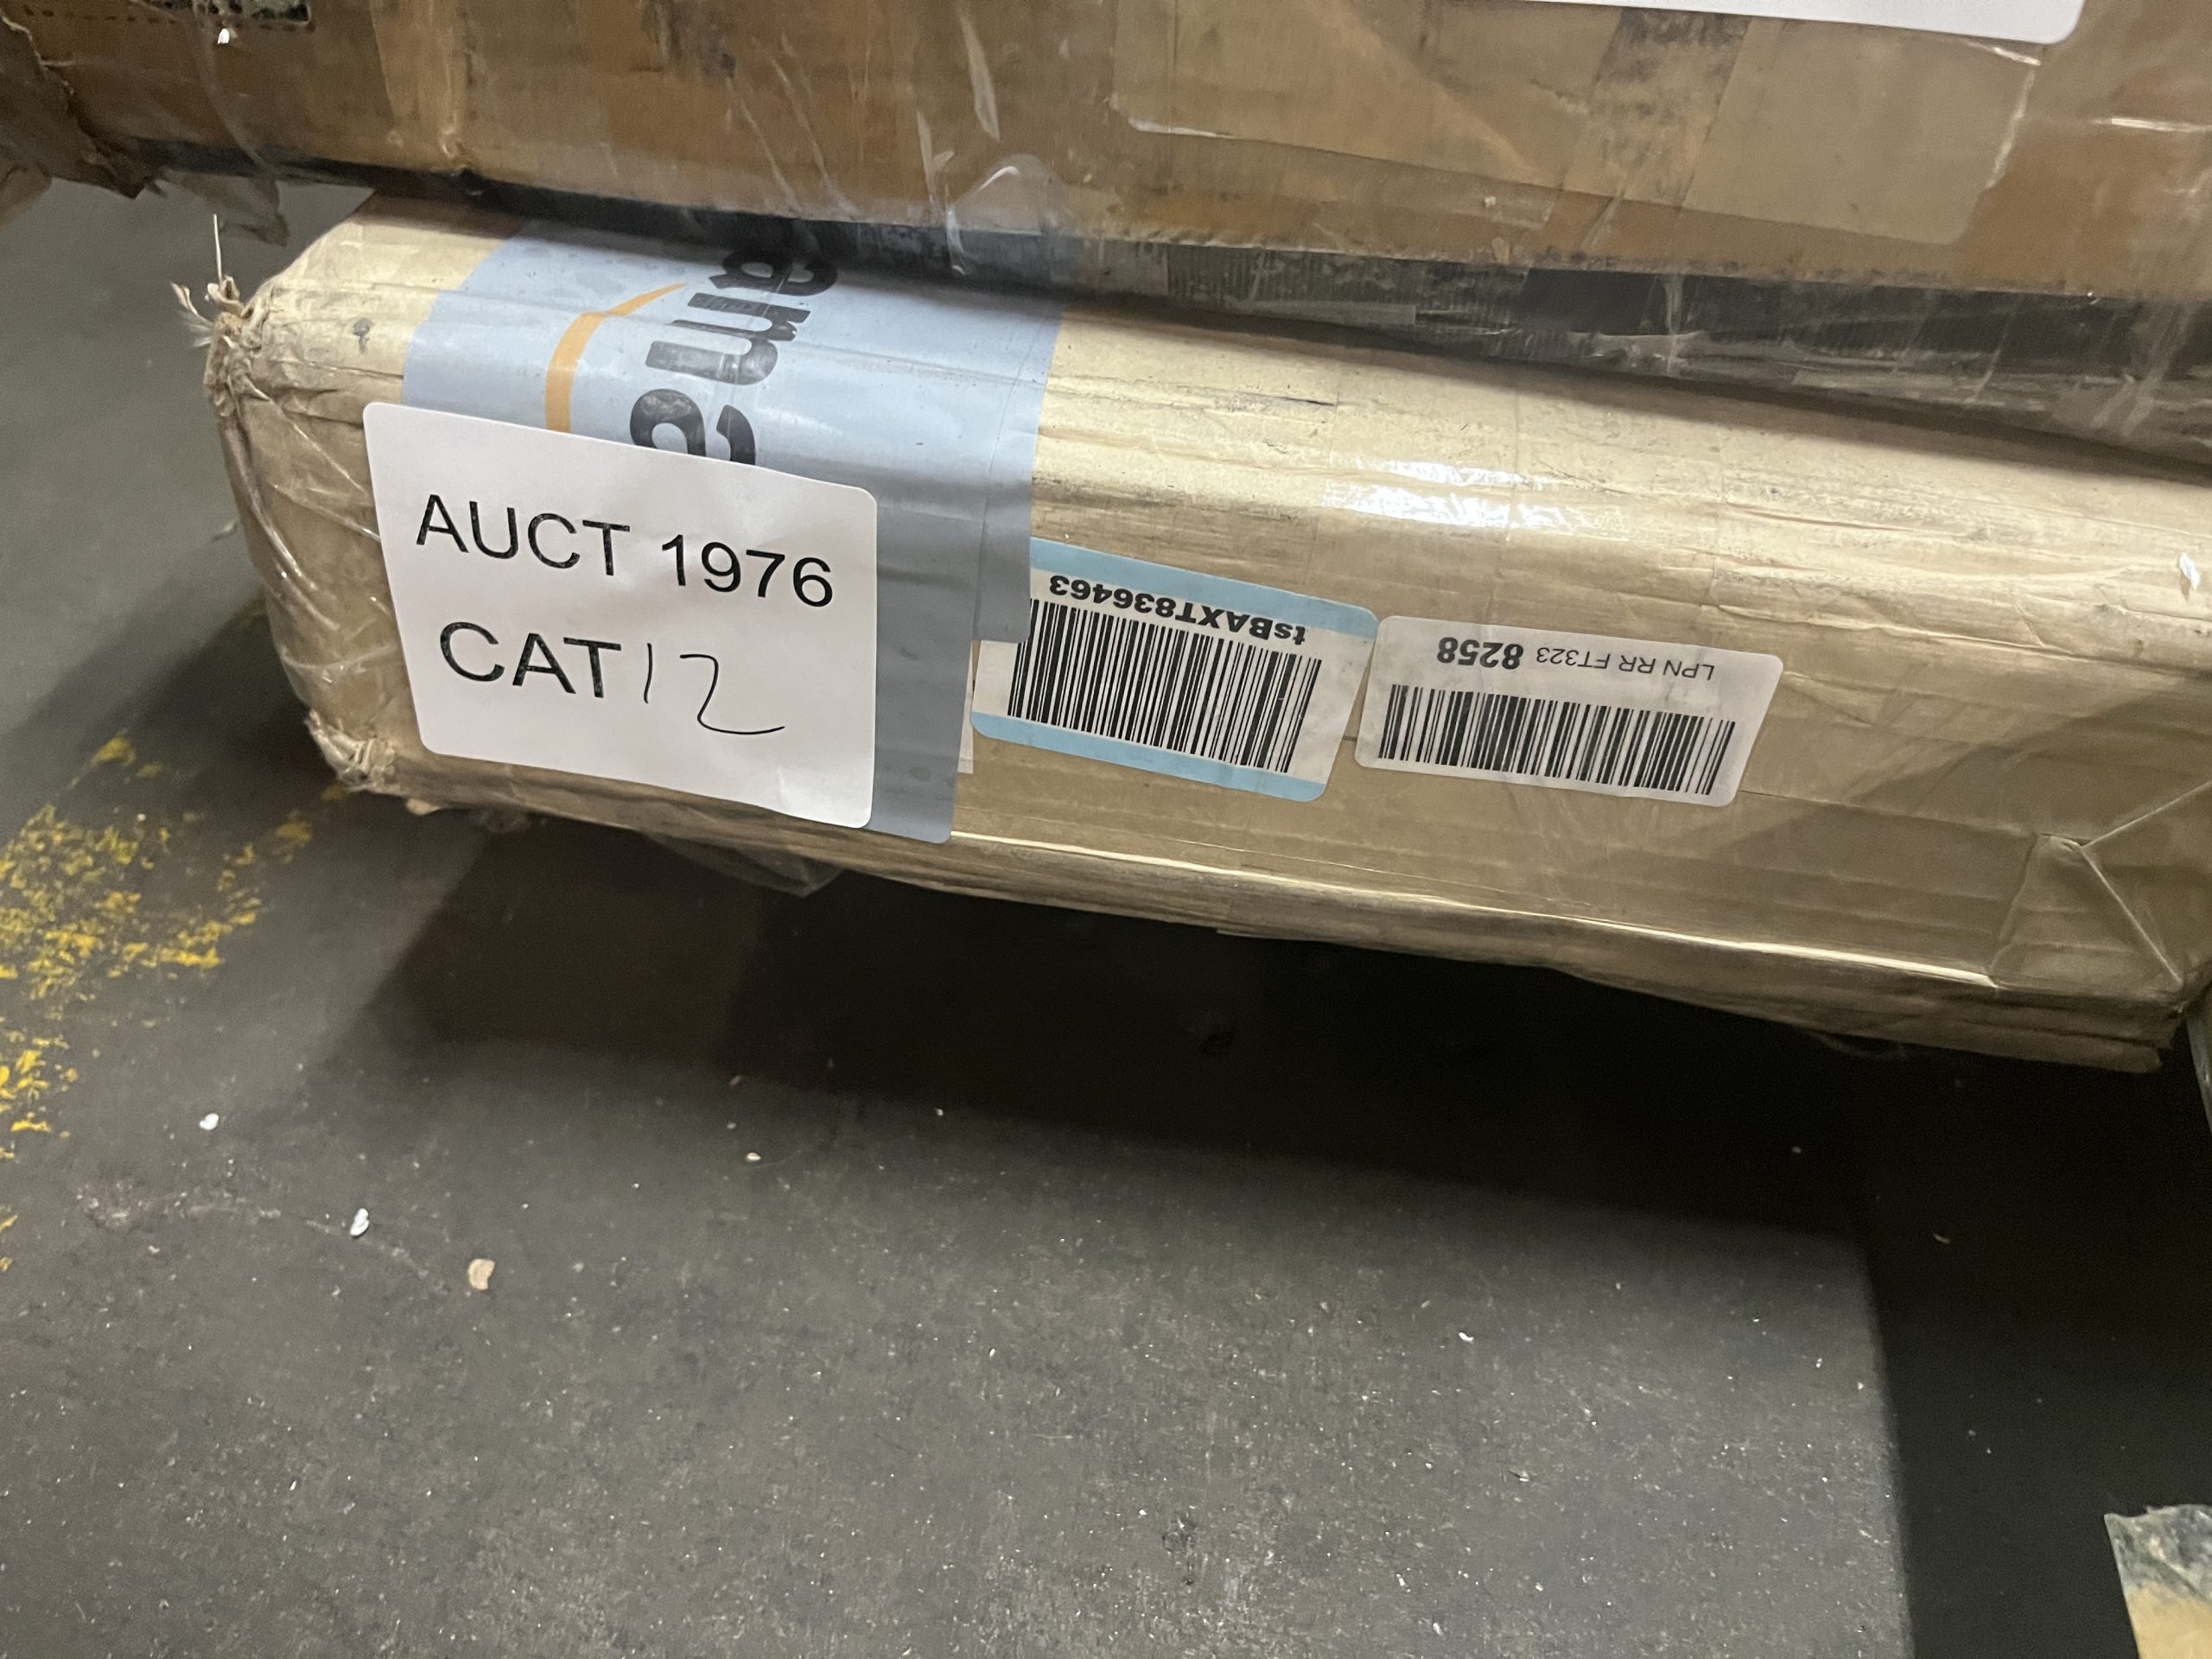 AUCT 1976
CAT 12
tsBAXT836463
LPN RR FT323 8258